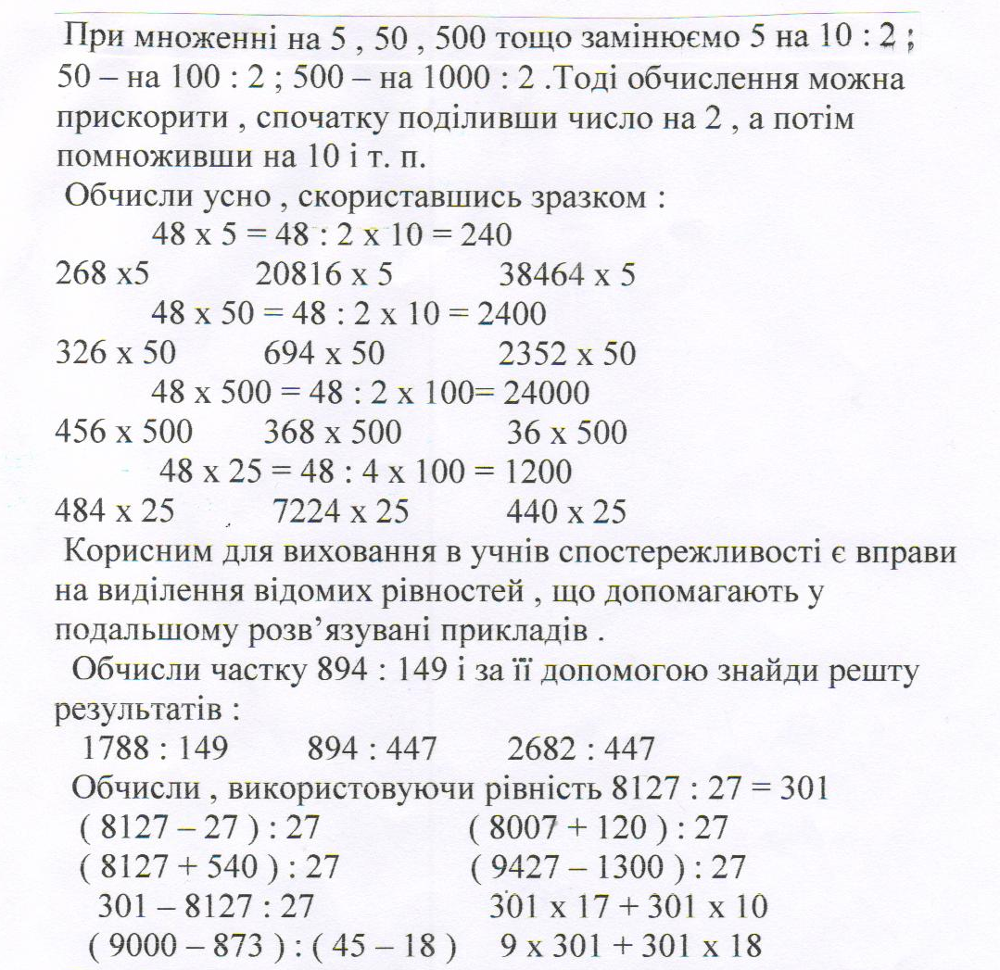 При множенні на 5 , 50 , 500 тощо замінюємо 5 на 10 : 2 ;
50 – на 100 : 2 ; 500 – на 1000 : 2 .Тоді обчислення можна
прискорити , спочатку поділивши число на 2 , а потім
помноживши на 10 і т. п.
Обчисли усно , скориставшись зразком :
48 х 5 = 48 : 2 х 10 = 240
268 х5 20816 х 5 38464 х 5
48 х 50 = 48 : 2 х 10 = 2400
326 х 50 694 х 50 2352 х 50
48 х 500 = 48 : 2 х 100= 24000
456 х 500 368 х 500 36 х 500
48 х 25 = 48 : 4 х 100 = 1200
484 х 25 7224 х 25 440 х 25
Корисним для виховання в учнів спостережливості є вправи
на виділення відомих рівностей , що допомагають у
подальшому розв’язувані прикладів .
Обчисли частку 894 : 149 і за її допомогою знайди решту
результатів :
1788 : 149 894 : 447 2682 : 447
Обчисли , використовуючи рівність 8127 : 27 = 301
( 8127 – 27 ) : 27 ( 8007 + 120 ) : 27
( 8127 + 540 ) : 27 ( 9427 – 1300 ) : 27
301 – 8127 : 27 301 х 17 + 301 х 10
( 9000 – 873 ) : ( 45 – 18 ) 9 х 301 + 301 х 18